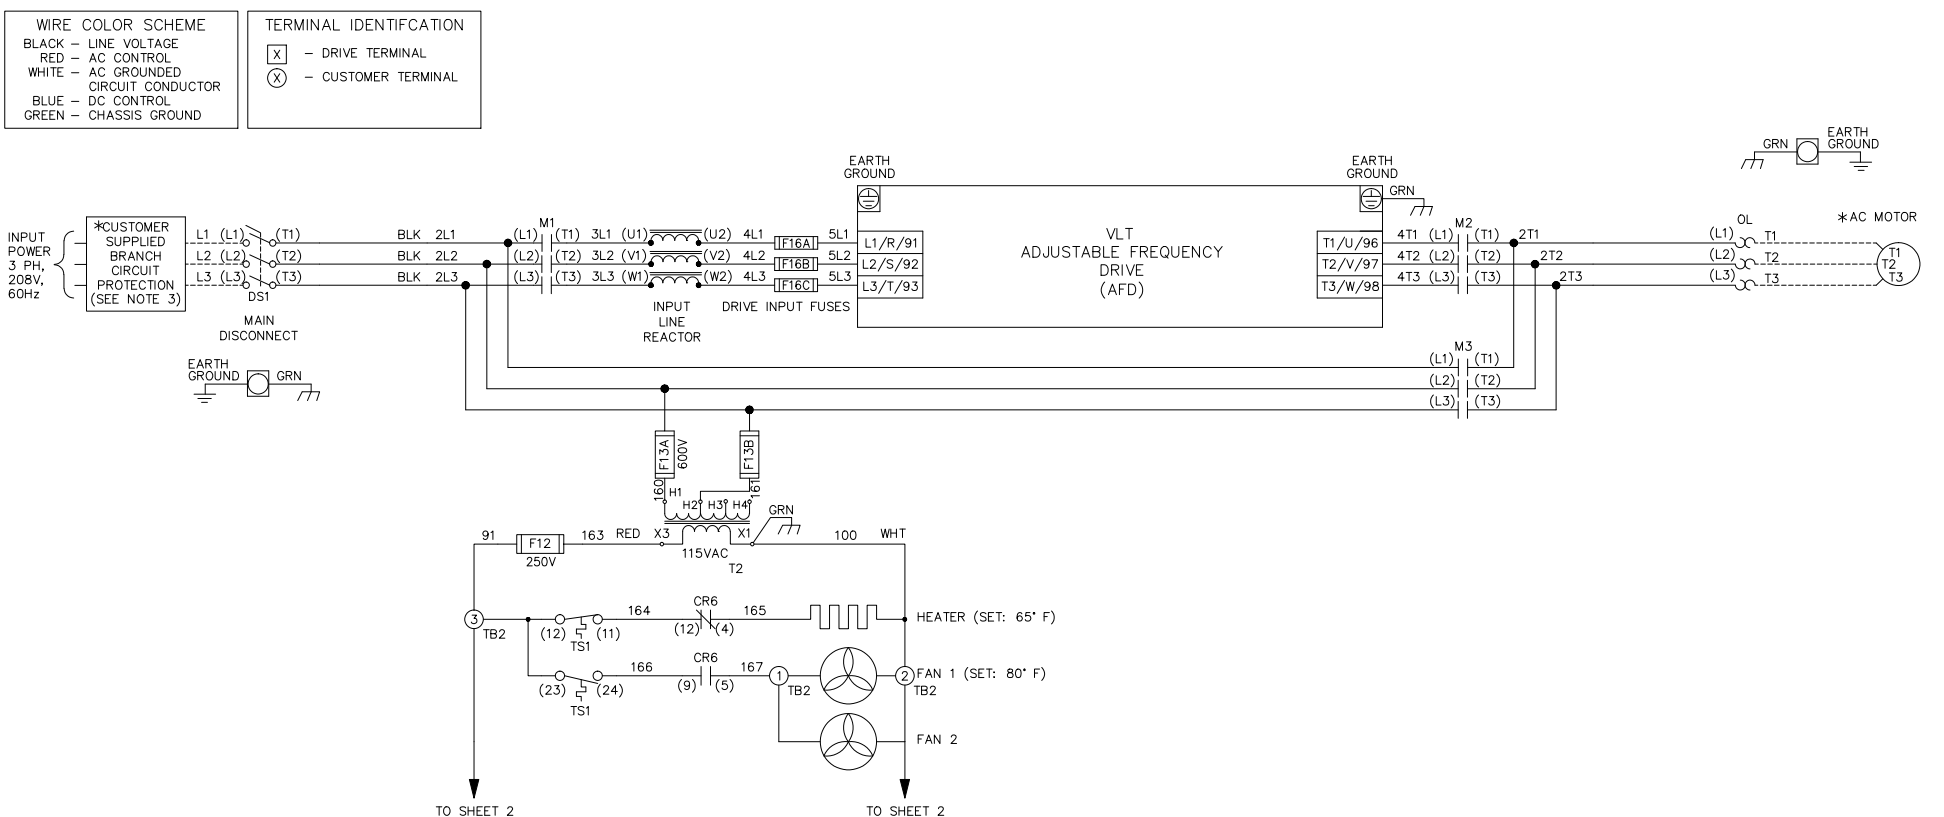 WIRE COLOR SCHEME
BLACK – LINE VOLTAGE
RED – AC CONTROL
WHITE – AC GROUNDED
CIRCUIT CONDUCTOR
BLUE – DC CONTROL
GREEN – CHASSIS GROUND
TERMINAL IDENTIFCATION
X – DRIVE TERMINAL
X – CUSTOMER TERMINAL
INPUT
POWER
3 PH,
208V,
60Hz
*CUSTOMER
SUPPLIED
BRANCH
CIRCUIT
PROTECTION
(SEE NOTE 3)
L1 (L1) (T1) BLK 2L1 (L1) M1 (T1) 3L1 (U1) (U2) 4L1 F16A 5L1 L1/R/91
L2 (L2) (T2) BLK 2L2 (L2) (T2) 3L2 (V1) (V2) 4L2 F16B 5L2 L2/S/92
L3 (L3) (T3) BLK 2L3 (L3) (T3) 3L3 (W1) (W2) 4L3 F16C 5L3 L3/T/93
DS1
MAIN
DISCONNECT
INPUT
LINE
REACTOR
DRIVE INPUT FUSES
EARTH
GROUND
VLT
ADJUSTABLE FREQUENCY
DRIVE
(AFD)
EARTH
GROUND
GRN
T1/U/96 4T1 (L1) M2 (T1) 2T1 (L1) OL T1
T2/V/97 4T2 (L2) (T2) 2T2 (L2) T2
T3/W/98 4T3 (L3) (T3) 2T3 (L3) T3
*AC MOTOR
T1
T2
T3
GRN
EARTH
GROUND
EARTH
GROUND
GRN
M3
(L1) (T1)
(L2) (T2)
(L3) (T3)
F13A
600V
F13B
160
161
H1
H2
H3
H4
GRN
91
F12
250V
163
RED
X3
X1
115VAC
T2
100
WHT
3
TB2
(12)
(11)
TS1
164
CR6
(12)
(4)
165
HEATER (SET: 65° F)
(23)
(24)
TS1
166
CR6
(9)
(5)
167
1
TB2
2
TB2
FAN 1 (SET: 80° F)
FAN 2
TO SHEET 2
TO SHEET 2